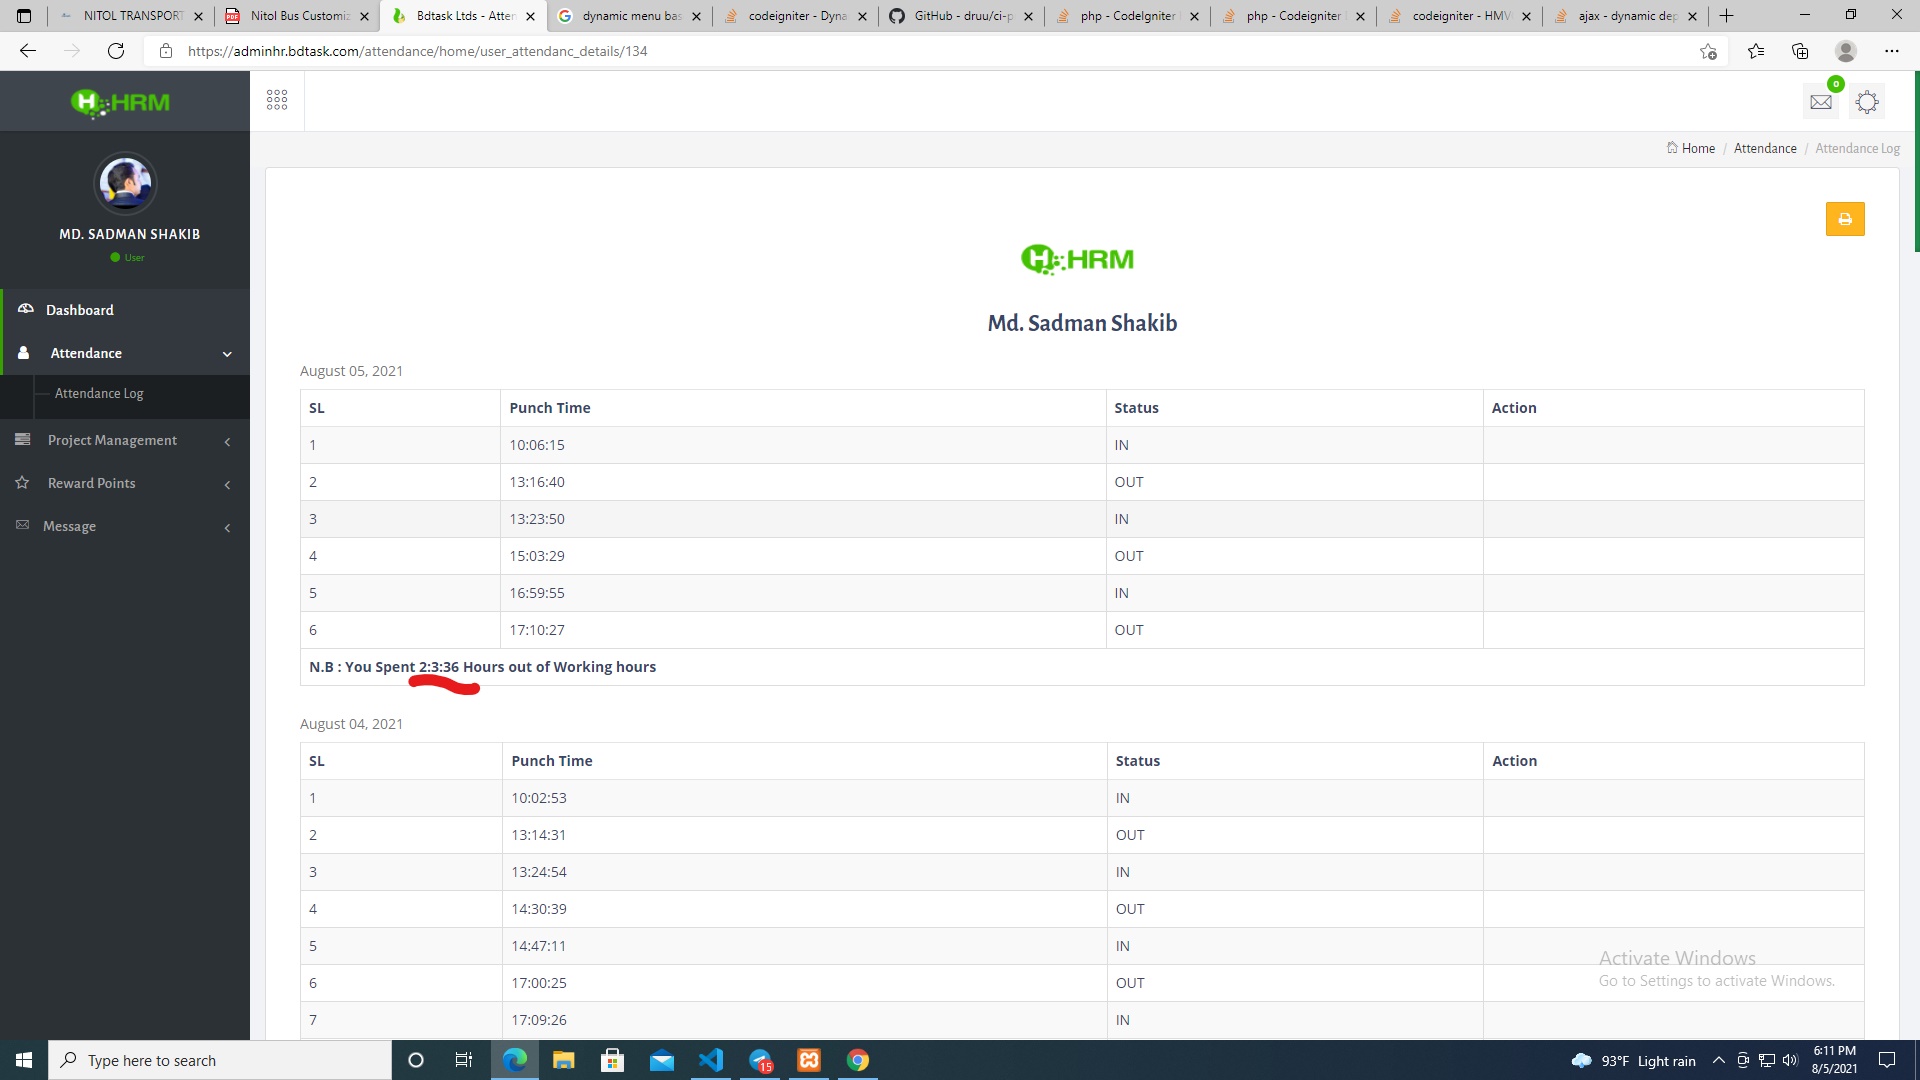 NITOL TRANSPORT
Nitol Bus Customiz
Bdtask Ltds - Atten
dynamic menu bas
codeigniter - Dyna
GitHub - druu/ci-p
php - CodeIgniter
php - Codeigniter
codeigniter - HMV
ajax - dynamic dep
https://adminhr.bdtask.com/attendance/home/user_attendanc_details/134
HRM
0
Home / Attendance / Attendance Log
MD. SADMAN SHAKIB
User
Dashboard
Attendance
Attendance Log
Project Management
Reward Points
Message
HRM
Md. Sadman Shakib
August 05, 2021
SL Punch Time Status Action
1 10:06:15 IN
2 13:16:40 OUT
3 13:23:50 IN
4 15:03:29 OUT
5 16:59:55 IN
6 17:10:27 OUT
N.B : You Spent 2:3:36 Hours out of Working hours
August 04, 2021
SL Punch Time Status Action
1 10:02:53 IN
2 13:14:31 OUT
3 13:24:54 IN
4 14:30:39 OUT
5 14:47:11 IN
6 17:00:25 OUT
7 17:09:26 IN
Activate Windows
Go to Settings to activate Windows.
Type here to search
15
93°F Light rain
6:11 PM
8/5/2021